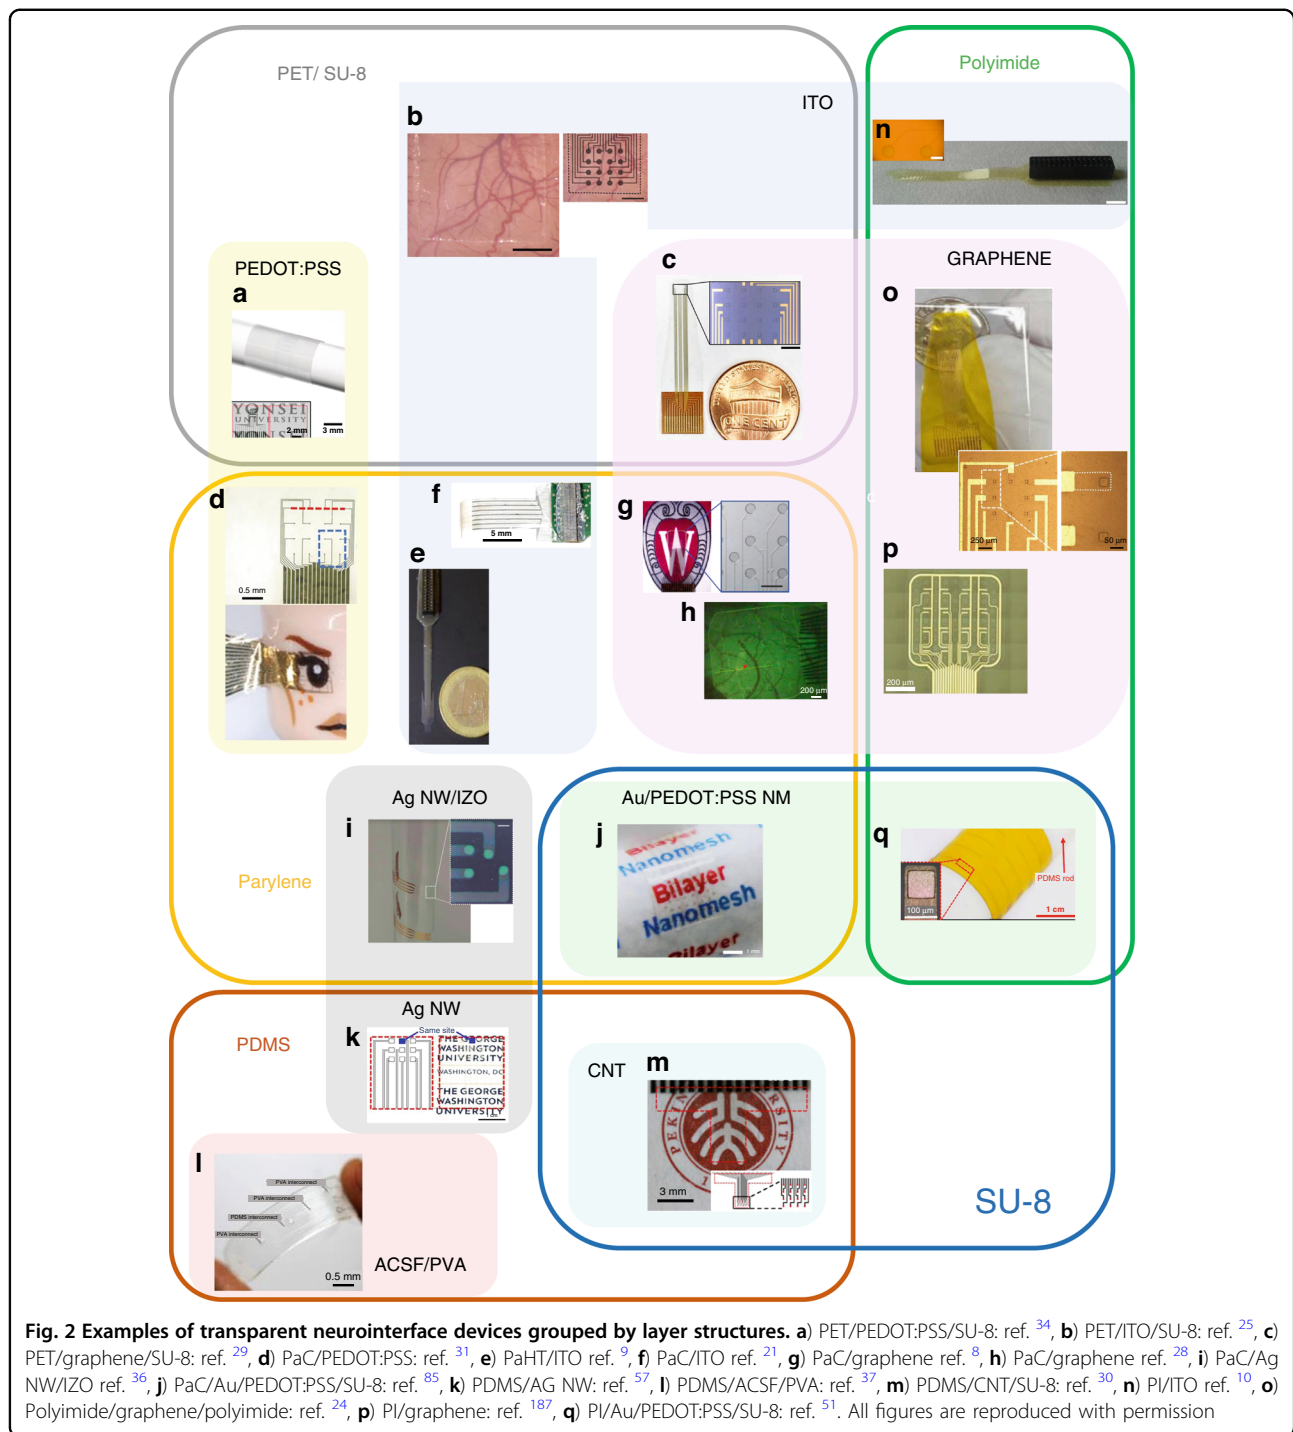 PET/ SU-8
Polyimide
ITO
b
n
PEDOT:PSS
a
YONSEI
UNIVERSITY
2 mm
3 mm
c
ONE CENT
GRAPHENE
o
250 µm
50 µm
d
0.5 mm
f
5 mm
e
g
W
h
200 µm
p
200 µm
Ag NW/IZO
i
Parylene
Au/PEDOT:PSS NM
j
Bilayer
Nanomesh
Bilayer
Nanomesh
Bilayer
1 mm
q
PDMS rod
100 µm
1 cm
PDMS
Ag NW
k
Same site
THE GEORGE
WASHINGTON
UNIVERSITY
WASHINGTON, DC
THE GEORGE
WASHINGTON
UNIVERSITY
CNT
m
3 mm
SU-8
l
PVA interconnect
PVA interconnect
PDMS interconnect
PVA interconnect
0.5 mm
ACSF/PVA
Fig. 2 Examples of transparent neurointerface devices grouped by layer structures. a) PET/PEDOT:PSS/SU-8: ref. 34, b) PET/ITO/SU-8: ref. 25, c)
PET/graphene/SU-8: ref. 29, d) PaC/PEDOT:PSS: ref. 31, e) PaHT/ITO ref. 9, f) PaC/ITO ref. 21, g) PaC/graphene ref. 8, h) PaC/graphene ref. 28, i) PaC/Ag
NW/IZO ref. 36, j) PaC/Au/PEDOT:PSS/SU-8: ref. 85, k) PDMS/AG NW: ref. 57, l) PDMS/ACSF/PVA: ref. 37, m) PDMS/CNT/SU-8: ref. 30, n) PI/ITO ref. 10, o)
Polyimide/graphene/polyimide: ref. 24, p) PI/graphene: ref. 187, q) PI/Au/PEDOT:PSS/SU-8: ref. 51. All figures are reproduced with permission